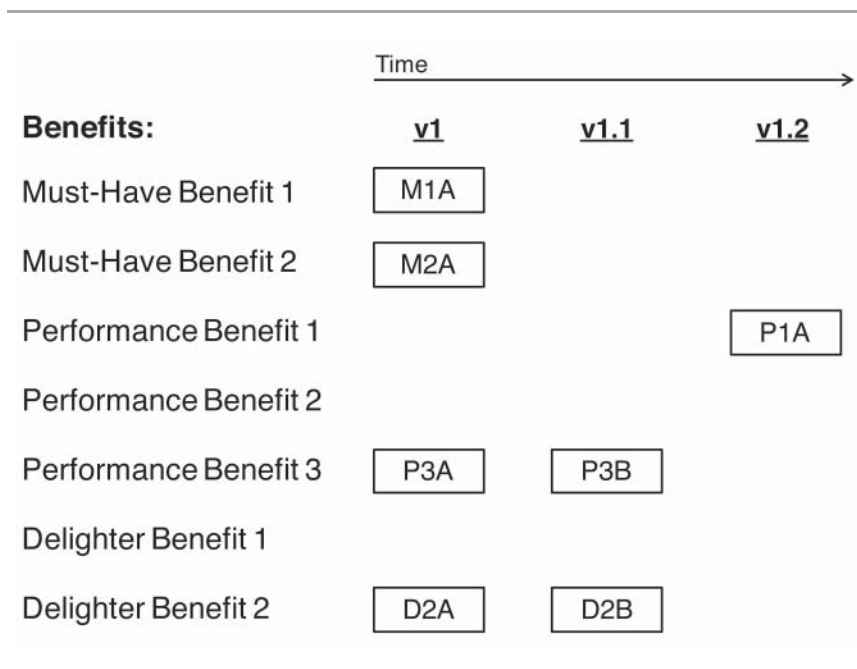 Time
Benefits: v1 v1.1 v1.2
Must-Have Benefit 1 M1A
Must-Have Benefit 2 M2A
Performance Benefit 1 P1A
Performance Benefit 2
Performance Benefit 3 P3A P3B
Delighter Benefit 1
Delighter Benefit 2 D2A D2B